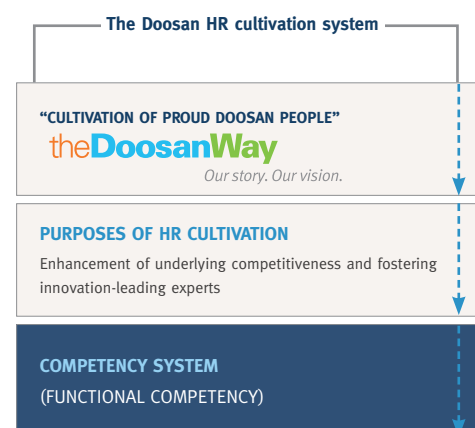 The Doosan HR cultivation system
“CULTIVATION OF PROUD DOOSAN PEOPLE”
theDoosanWay
Our story. Our vision.
PURPOSES OF HR CULTIVATION
Enhancement of underlying competitiveness and fostering
innovation-leading experts
COMPETENCY SYSTEM
(FUNCTIONAL COMPETENCY)